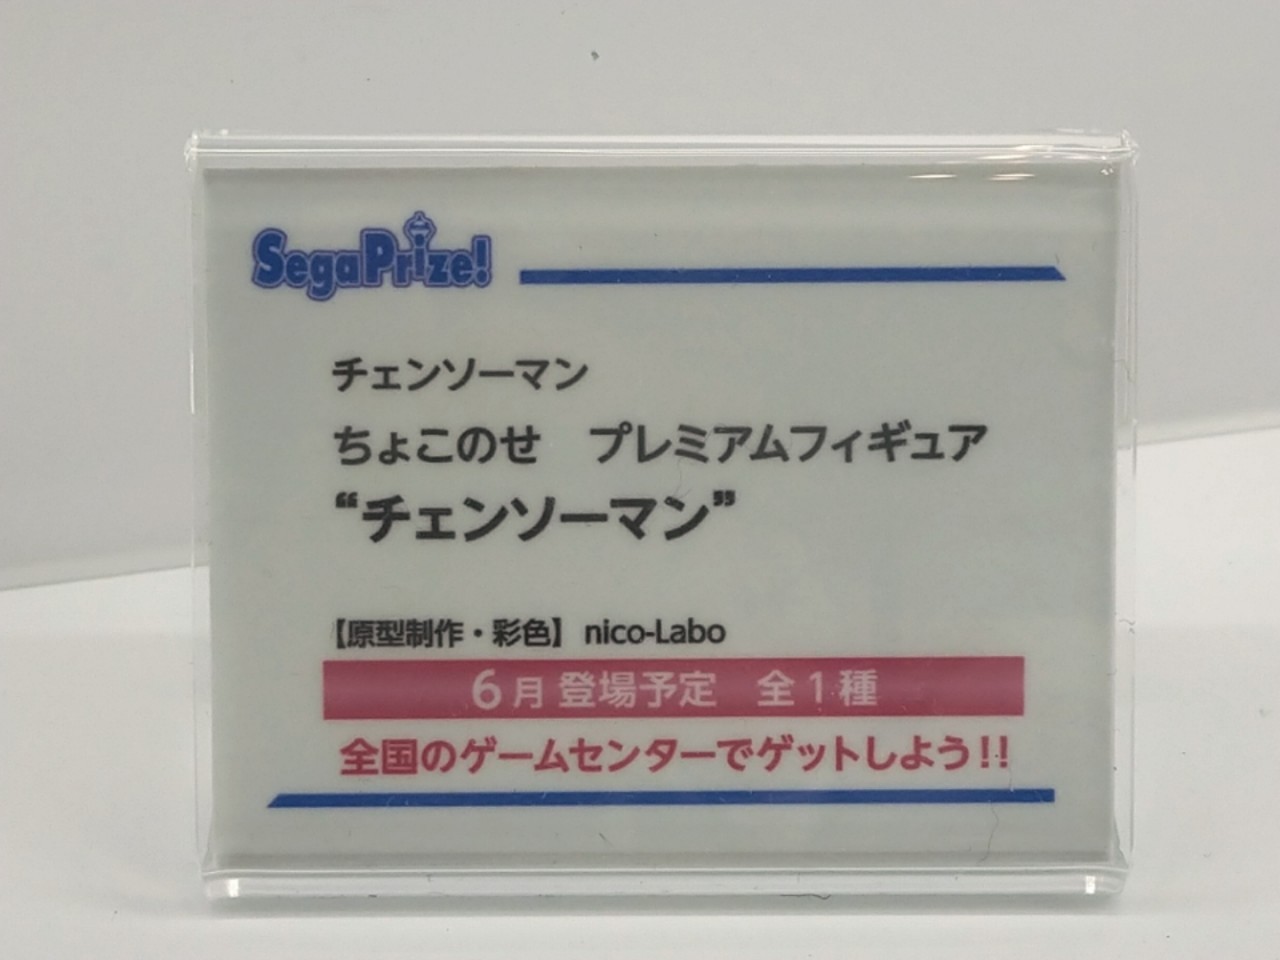 SegaPrize!
チェンソーマン
ちょこのせ　プレミアムフィギュア
“チェンソーマン”
【原型制作・彩色】nico-Labo
6月登場予定　全1種
全国のゲームセンターでゲットしよう!!